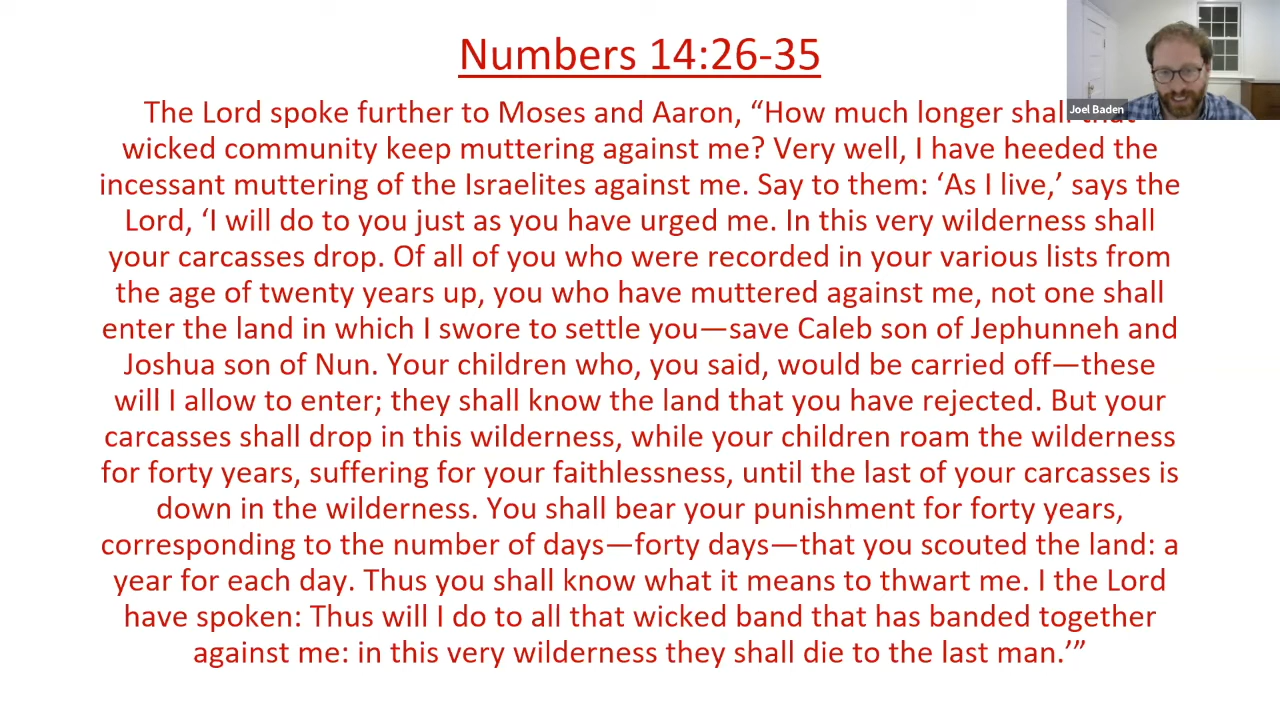 Numbers 14:26-35
Joel Baden
The Lord spoke further to Moses and Aaron, “How much longer shall that
wicked community keep muttering against me? Very well, I have heeded the
incessant muttering of the Israelites against me. Say to them: ‘As I live,’ says the
Lord, ‘I will do to you just as you have urged me. In this very wilderness shall
your carcasses drop. Of all of you who were recorded in your various lists from
the age of twenty years up, you who have muttered against me, not one shall
enter the land in which I swore to settle you—save Caleb son of Jephunneh and
Joshua son of Nun. Your children who, you said, would be carried off—these
will I allow to enter; they shall know the land that you have rejected. But your
carcasses shall drop in this wilderness, while your children roam the wilderness
for forty years, suffering for your faithlessness, until the last of your carcasses is
down in the wilderness. You shall bear your punishment for forty years,
corresponding to the number of days—forty days—that you scouted the land: a
year for each day. Thus you shall know what it means to thwart me. I the Lord
have spoken: Thus will I do to all that wicked band that has banded together
against me: in this very wilderness they shall die to the last man.’”